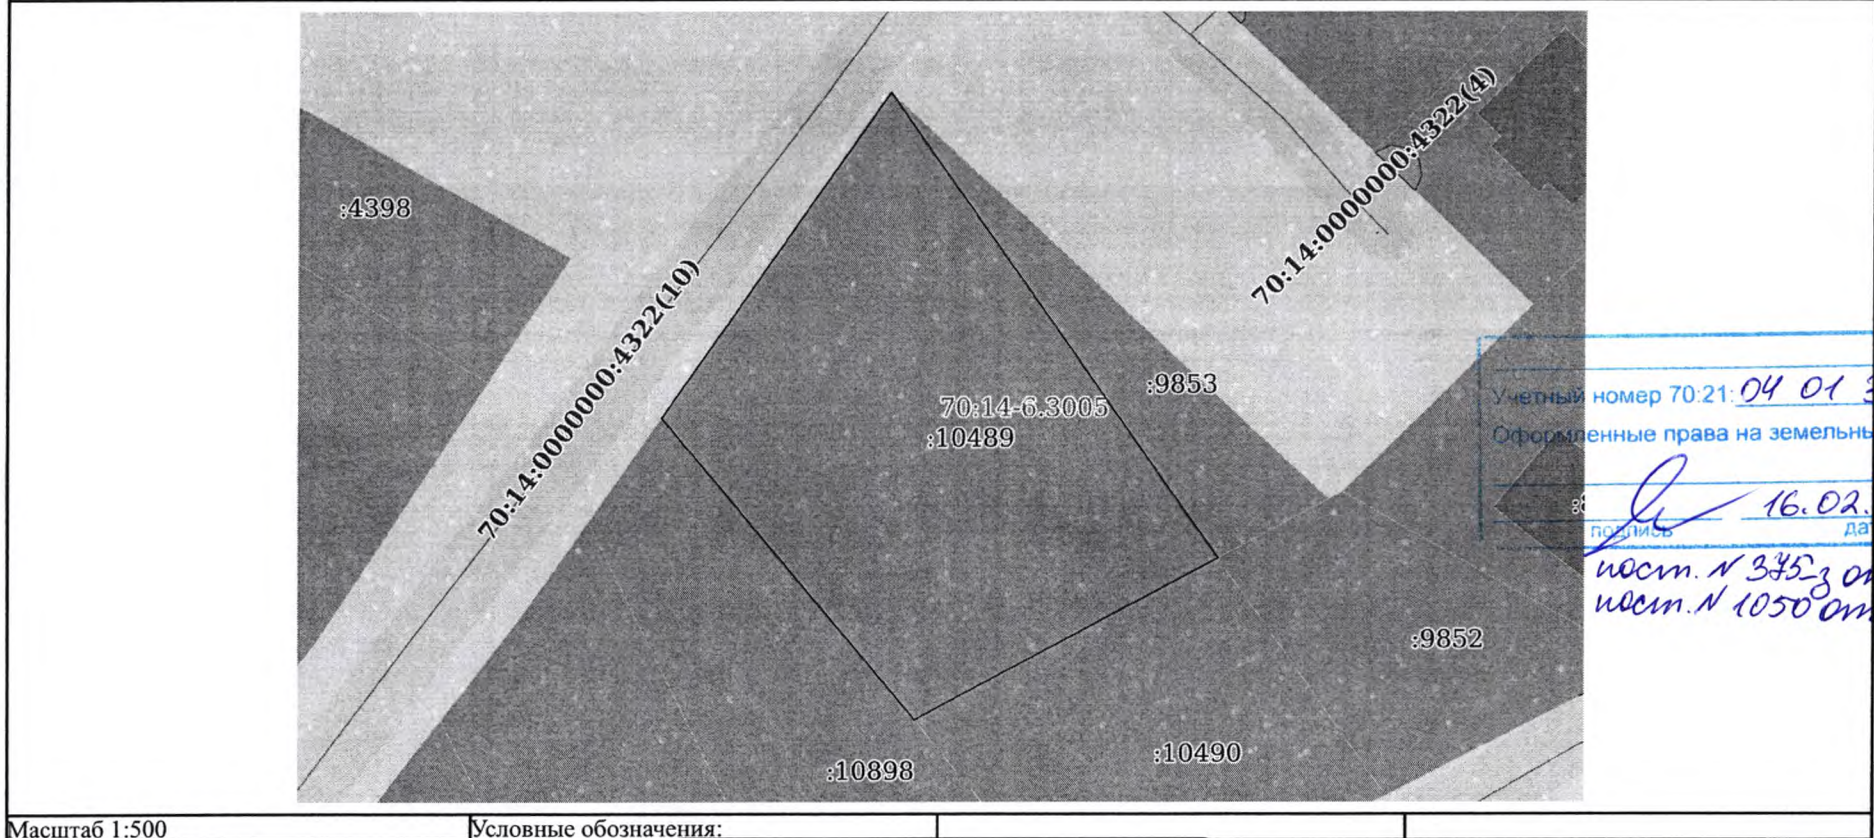 :4398
70:14:0000000:4322(10)
70:14:0000000:4322(4)
:9853
70:14-6.3005
:10489
Учетный номер 70:21: 04 01
Оформленные права на земельны
16.02.
подпись да
пост. N 375-з от
пост. N 1050 от
:9852
:10490
:10898
Масштаб 1:500
Условные обозначения: